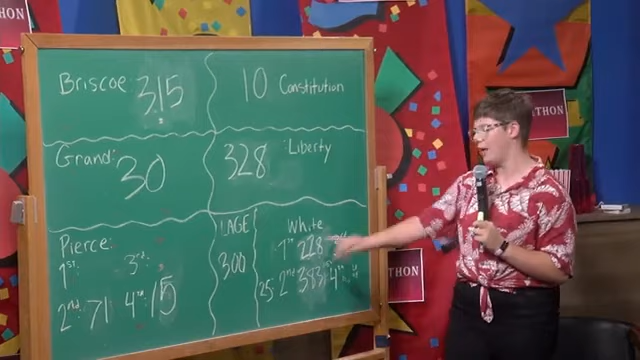 Briscoe: 315
10 Constitution
Grand: 30
328 Liberty
Pierce:
1st: 3rd:
2nd: 71 4th: 15
LAGE
300
White
1st 228
25: 2nd 383 4th
THON
THON